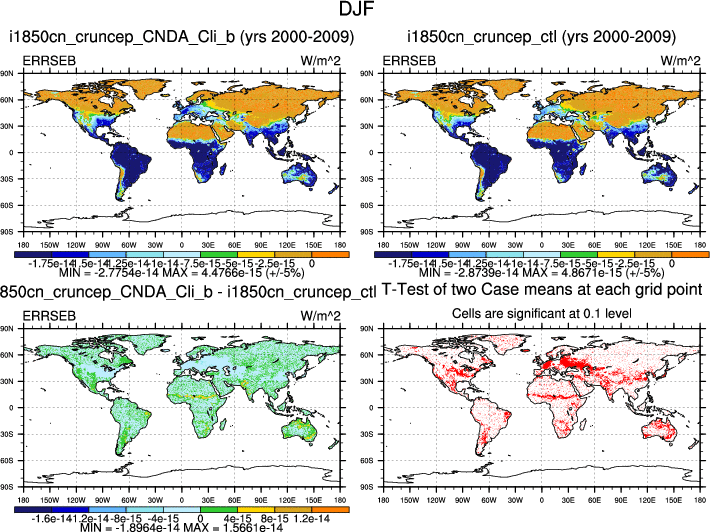 DJF
i1850cn_cruncep_CNDA_Cli_b (yrs 2000-2009)
i1850cn_cruncep_ctl (yrs 2000-2009)
ERRSEB W/m^2
ERRSEB W/m^2
90N
60N
30N
0
30S
60S
90S
180 150W 120W 90W 60W 30W 0 30E 60E 90E 120E 150E 180
-1.75e-14 -1.5e-14 -1.25e-14 -1e-14 -7.5e-15 -5e-15 -2.5e-15 0
MIN = -2.7754e-14 MAX = 4.4766e-15 (+/-5%)
90N
60N
30N
0
30S
60S
90S
180 150W 120W 90W 60W 30W 0 30E 60E 90E 120E 150E 180
-1.75e-14 -1.5e-14 -1.25e-14 -1e-14 -7.5e-15 -5e-15 -2.5e-15 0
MIN = -2.8739e-14 MAX = 4.8671e-15 (+/-5%)
850cn_cruncep_CNDA_Cli_b - i1850cn_cruncep_ctl
T-Test of two Case means at each grid point
ERRSEB W/m^2
Cells are significant at 0.1 level
90N
60N
30N
0
30S
60S
90S
180 150W 120W 90W 60W 30W 0 30E 60E 90E 120E 150E 180
-1.6e-14 -1.2e-14 -8e-15 -4e-15 0 4e-15 8e-15 1.2e-14
MIN = -1.8964e-14 MAX = 1.5661e-14
90N
60N
30N
0
30S
60S
90S
180 150W 120W 90W 60W 30W 0 30E 60E 90E 120E 150E 180